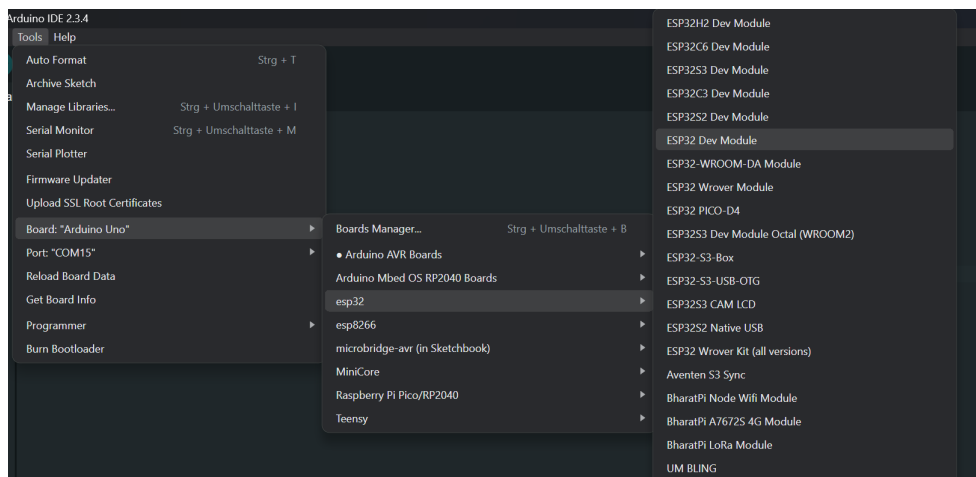 Arduino IDE 2.3.4
Tools Help
Auto Format Strg + T
Archive Sketch
Manage Libraries... Strg + Umschalttaste + I
Serial Monitor Strg + Umschalttaste + M
Serial Plotter
Firmware Updater
Upload SSL Root Certificates
Board: "Arduino Uno"
Port: "COM15"
Reload Board Data
Get Board Info
Programmer
Burn Bootloader
Boards Manager... Strg + Umschalttaste + B
● Arduino AVR Boards
Arduino Mbed OS RP2040 Boards
esp32
esp8266
microbridge-avr (in Sketchbook)
MiniCore
Raspberry Pi Pico/RP2040
Teensy
ESP32H2 Dev Module
ESP32C6 Dev Module
ESP32S3 Dev Module
ESP32C3 Dev Module
ESP32S2 Dev Module
ESP32 Dev Module
ESP32-WROOM-DA Module
ESP32 Wrover Module
ESP32 PICO-D4
ESP32S3 Dev Module Octal (WROOM2)
ESP32-S3-Box
ESP32-S3-USB-OTG
ESP32S3 CAM LCD
ESP32S2 Native USB
ESP32 Wrover Kit (all versions)
Aventen S3 Sync
BharatPi Node Wifi Module
BharatPi A7672S 4G Module
BharatPi LoRa Module
UM BLING